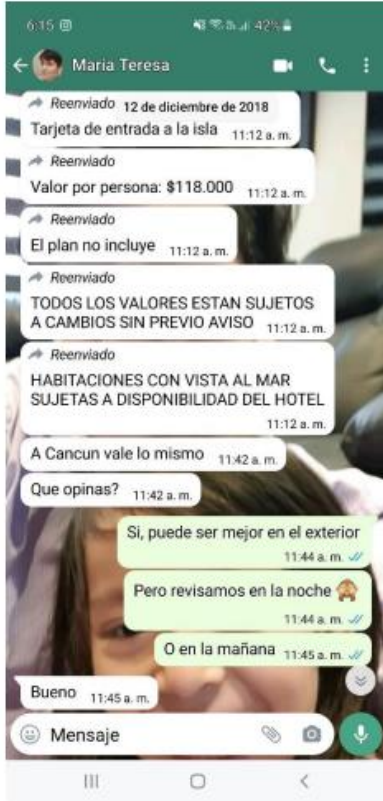 6:15 42%
Maria Teresa
Reenviado 12 de diciembre de 2018
Tarjeta de entrada a la isla 11:12 a. m.
Reenviado
Valor por persona: $118.000 11:12 a. m.
Reenviado
El plan no incluye 11:12 a. m.
Reenviado
TODOS LOS VALORES ESTAN SUJETOS
A CAMBIOS SIN PREVIO AVISO 11:12 a. m.
Reenviado
HABITACIONES CON VISTA AL MAR
SUJETAS A DISPONIBILIDAD DEL HOTEL
11:12 a. m.
A Cancun vale lo mismo 11:42 a. m.
Que opinas? 11:42 a. m.
Si, puede ser mejor en el exterior
11:44 a. m.
Pero revisamos en la noche 🙈
11:44 a. m.
O en la mañana 11:45 a. m.
Bueno 11:45 a. m.
Mensaje